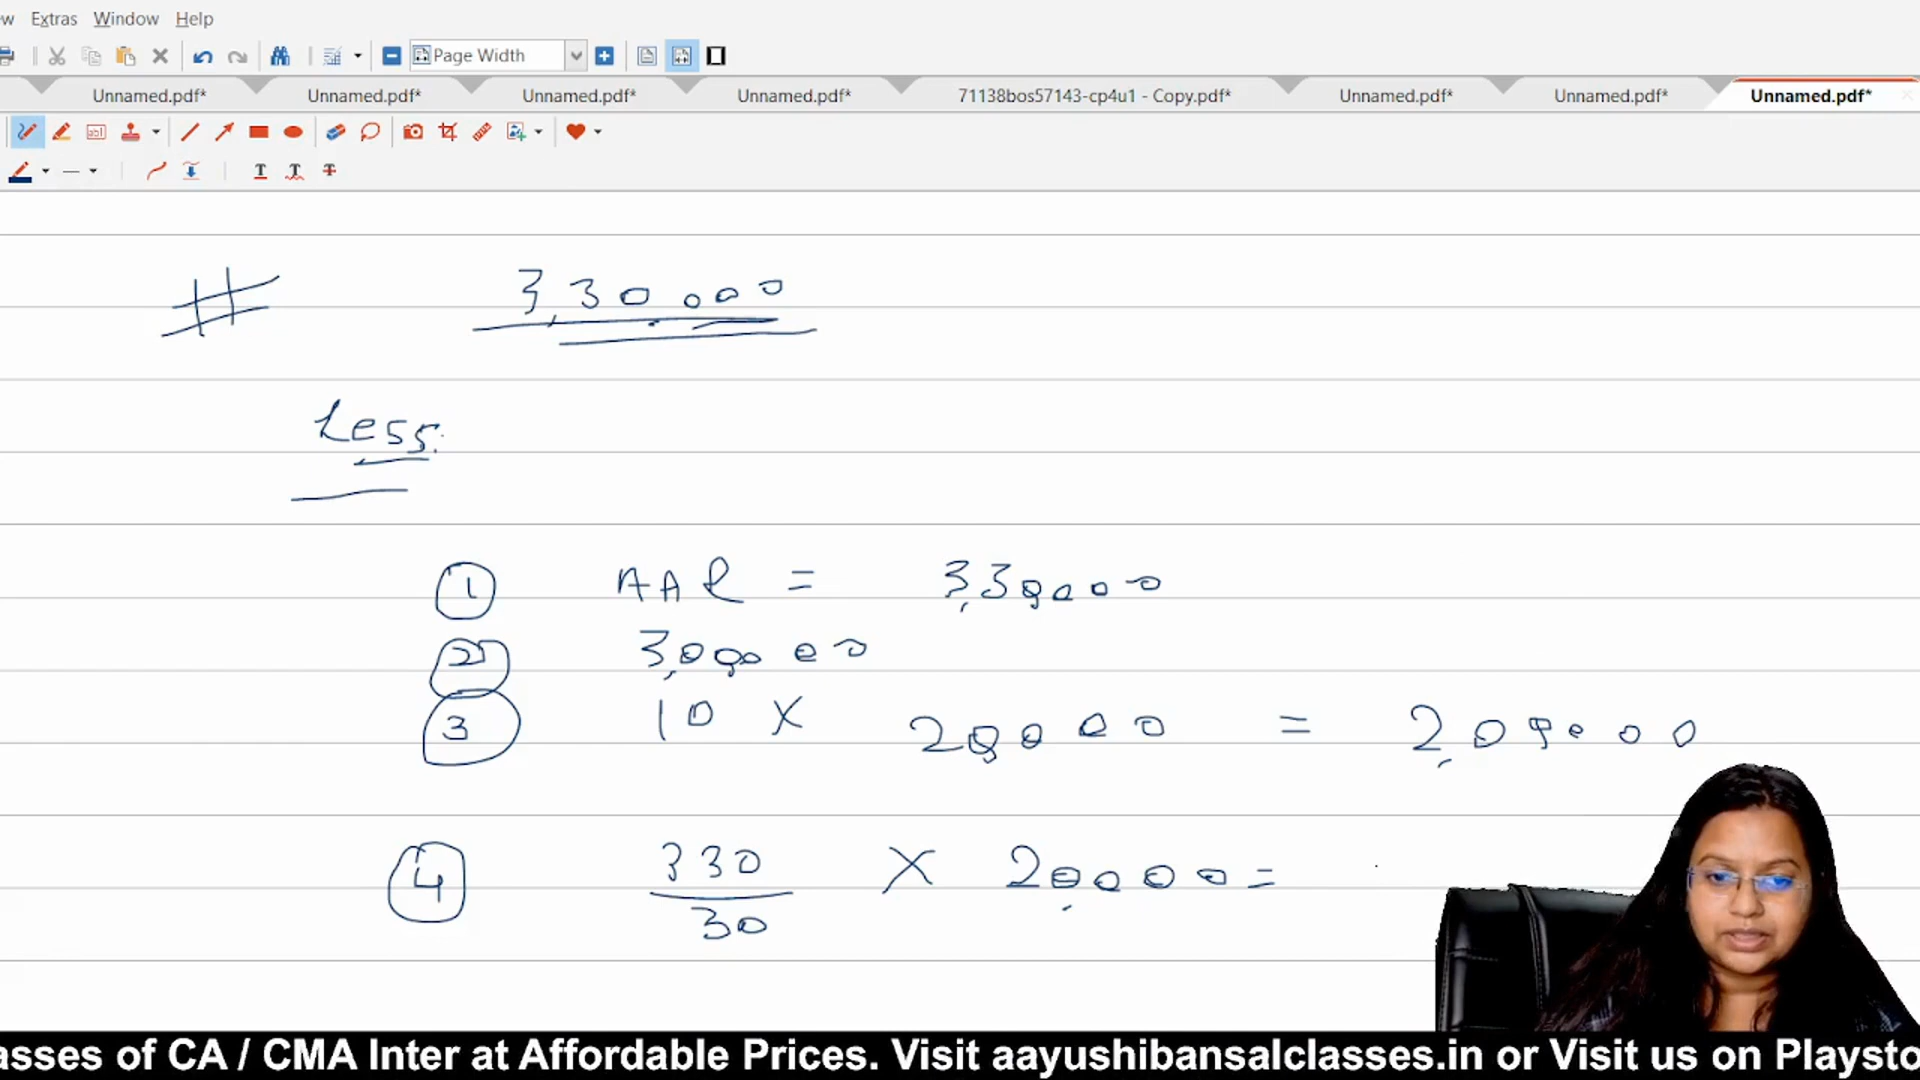 Extras Window Help
Page Width
Unnamed.pdf* Unnamed.pdf* Unnamed.pdf* Unnamed.pdf* 71138bos57143-cp4u1 - Copy.pdf* Unnamed.pdf* Unnamed.pdf* Unnamed.pdf*
# 3,30,000
Less:
1 AAL = 3,30,000
2 3,00,000
3 10 X 20,000 = 2,00,000
4 330/30 X 20,000 =
asses of CA / CMA Inter at Affordable Prices. Visit aayushibansalclasses.in or Visit us on Playsto